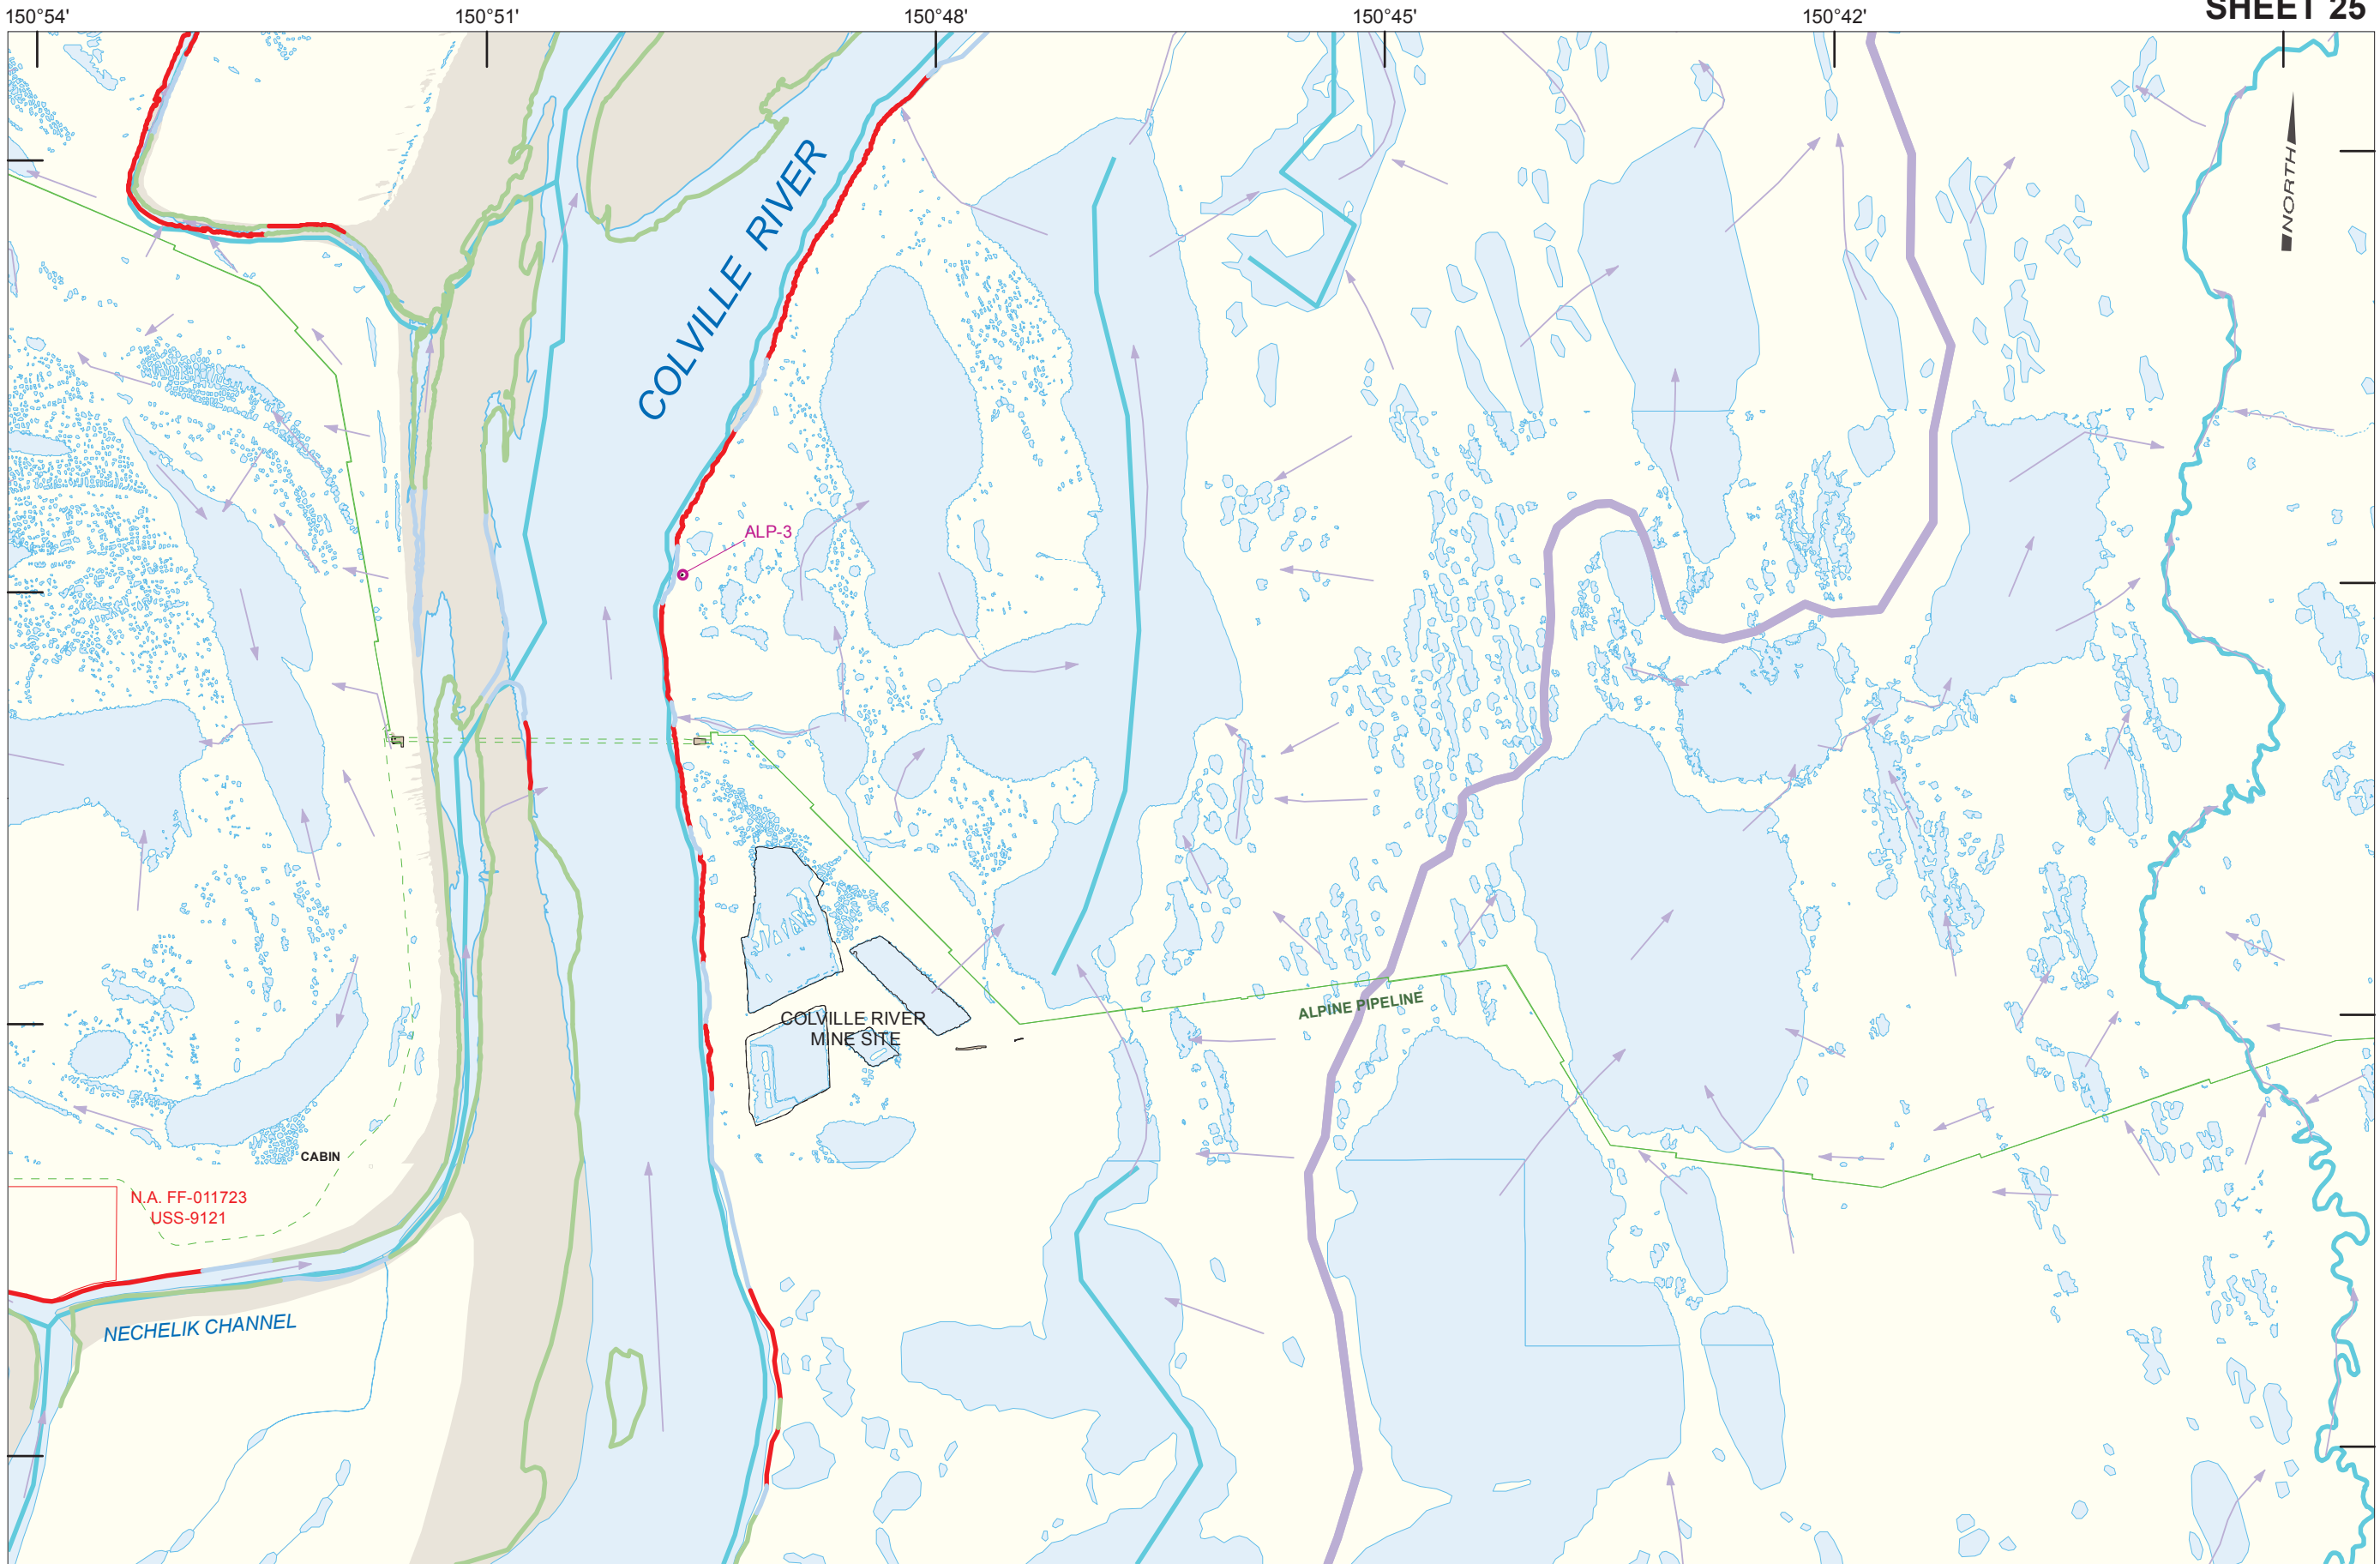 150°54'
150°51'
150°48'
150°45'
150°42'
SHEET 25
NORTH
COLVILLE RIVER
ALP-3
COLVILLE RIVER
MINE SITE
ALPINE PIPELINE
CABIN
N.A. FF-011723
USS-9121
NECHELIK CHANNEL